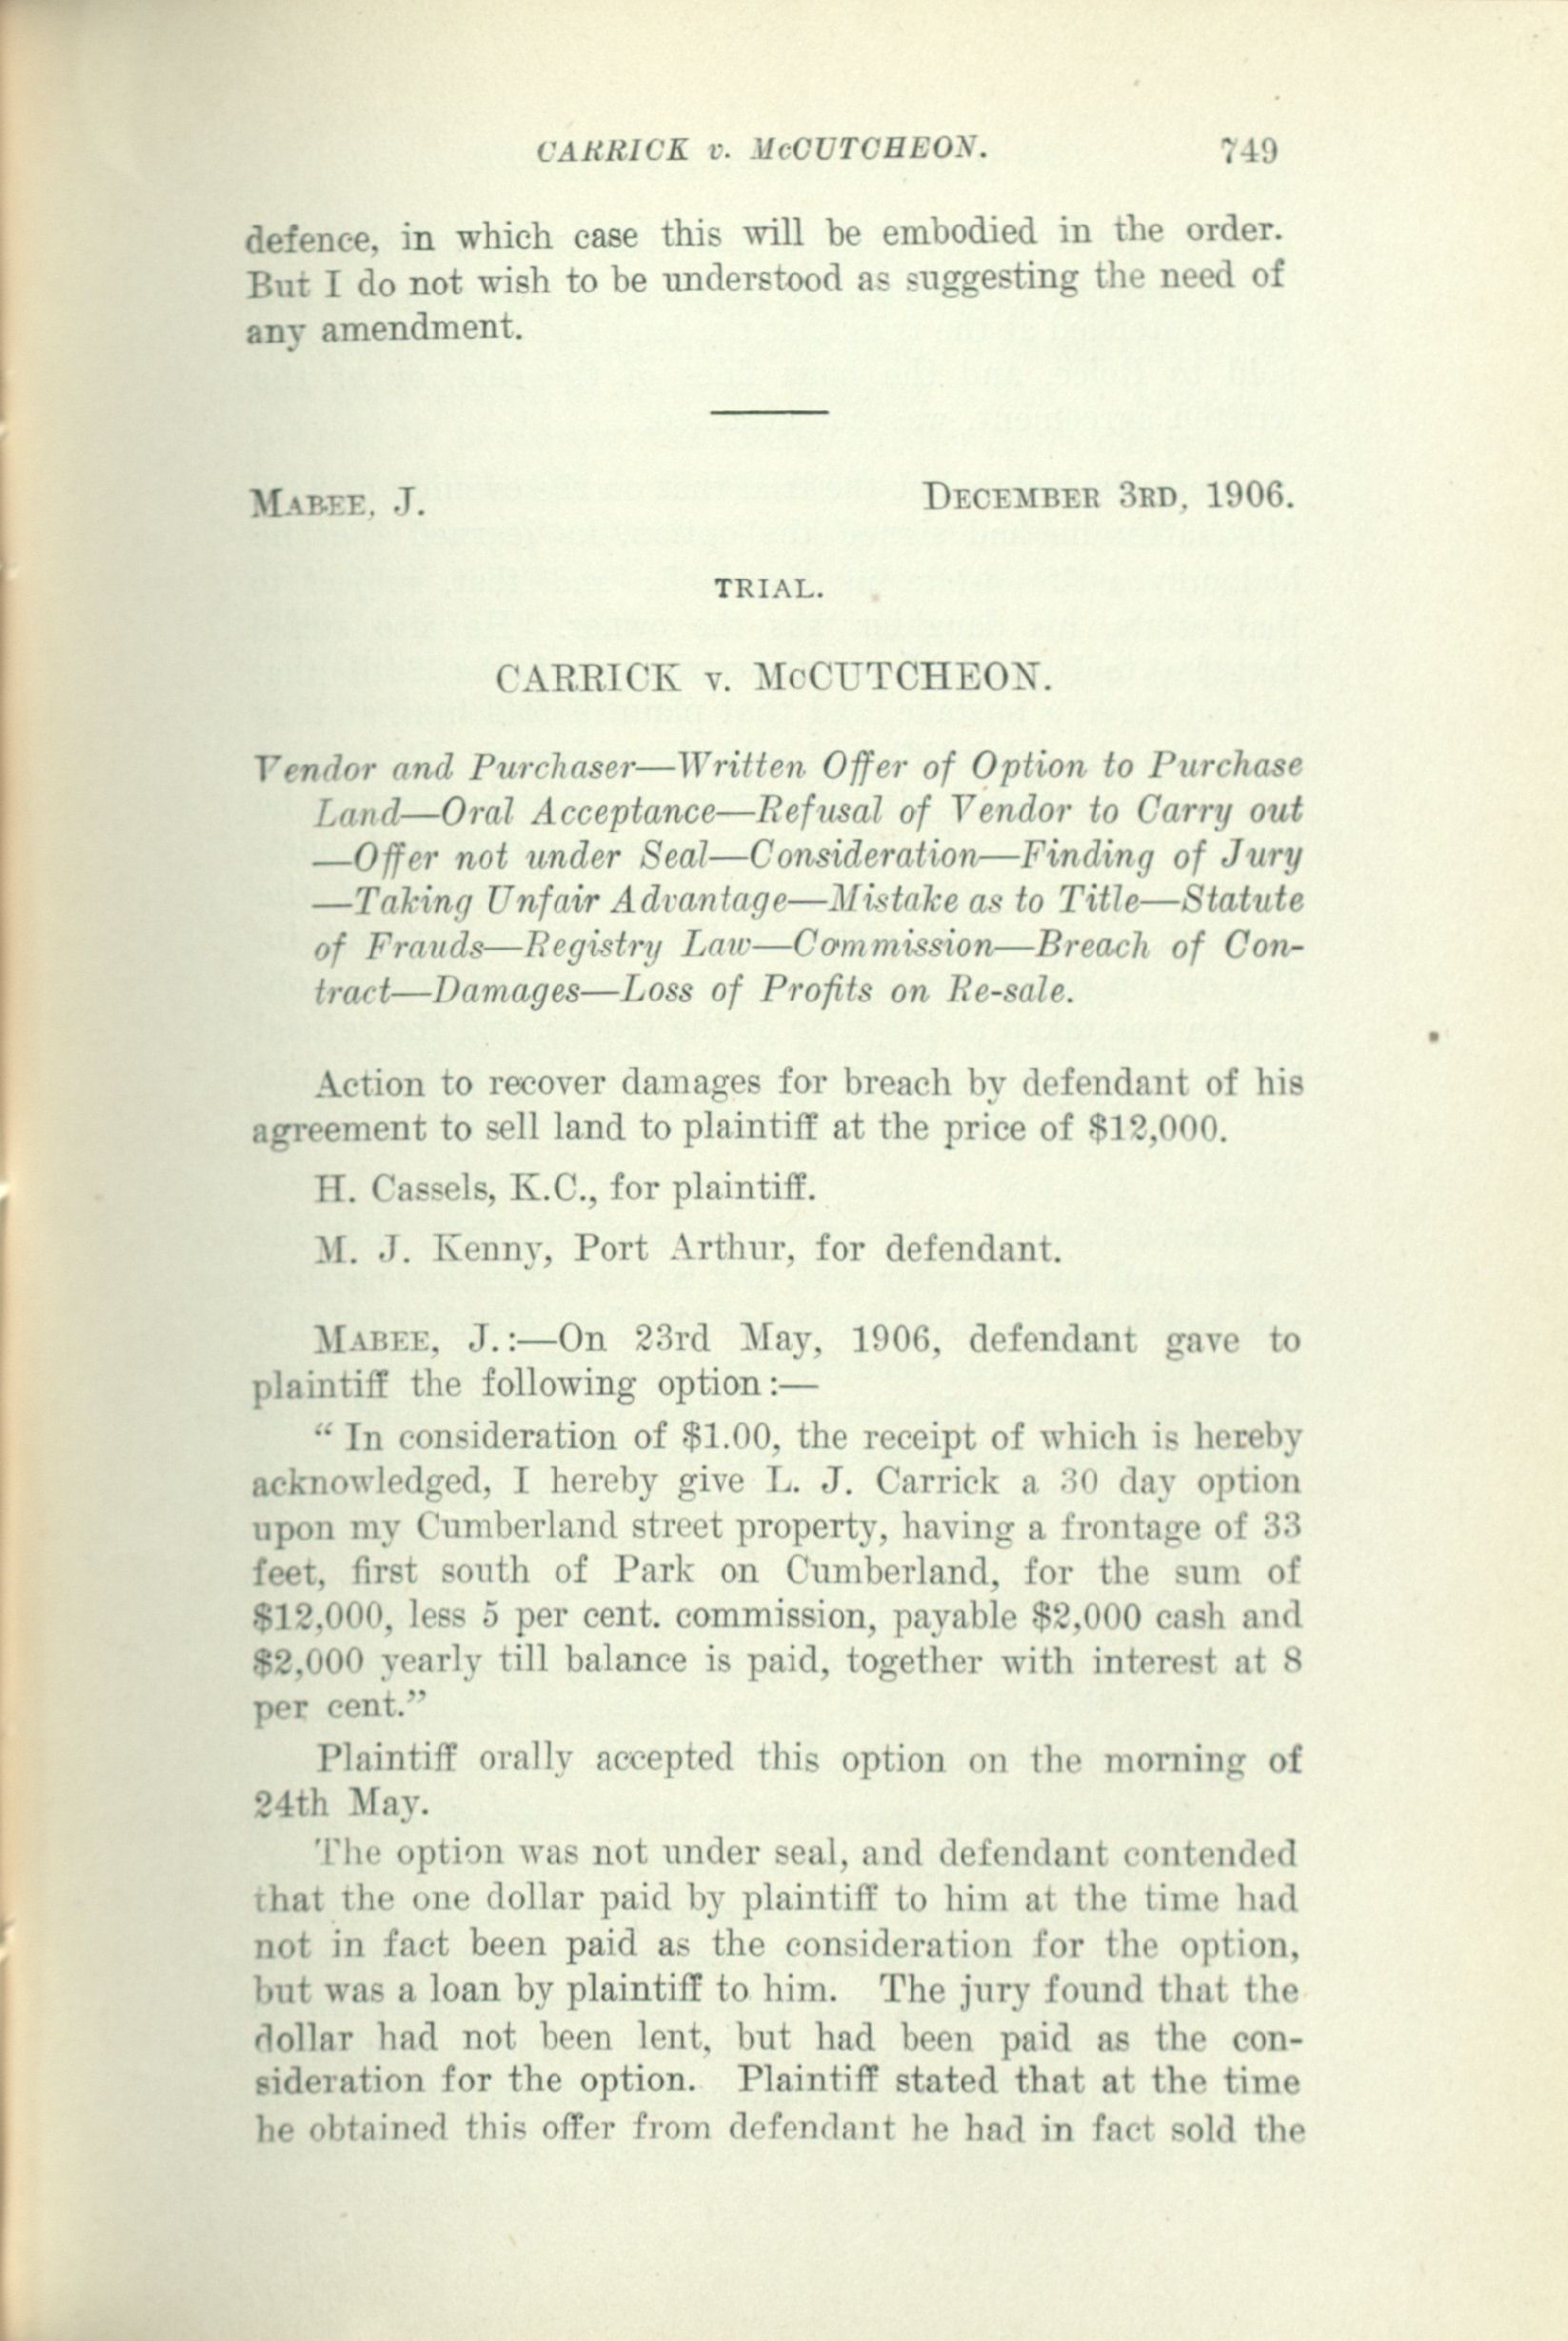 CARRICK v. McCUTCHEON. 749
defence, in which case this will be embodied in the order.
But I do not wish to be understood as suggesting the need of
any amendment.
MABEE, J. DECEMBER 3RD, 1906.
TRIAL.
CARRICK v. McCUTCHEON.
Vendor and Purchaser—Written Offer of Option to Purchase
Land—Oral Acceptance—Refusal of Vendor to Carry out
—Offer not under Seal—Consideration—Finding of Jury
—Taking Unfair Advantage—Mistake as to Title—Statute
of Frauds—Registry Law—Commission—Breach of Con-
tract—Damages—Loss of Profits on Re-sale.
Action to recover damages for breach by defendant of his
agreement to sell land to plaintiff at the price of $12,000.
H. Cassels, K.C., for plaintiff.
M. J. Kenny, Port Arthur, for defendant.
MABEE, J.:—On 23rd May, 1906, defendant gave to
plaintiff the following option:—
“ In consideration of $1.00, the receipt of which is hereby
acknowledged, I hereby give L. J. Carrick a 30 day option
upon my Cumberland street property, having a frontage of 33
feet, first south of Park on Cumberland, for the sum of
$12,000, less 5 per cent. commission, payable $2,000 cash and
$2,000 yearly till balance is paid, together with interest at 8
per cent.”
Plaintiff orally accepted this option on the morning of
24th May.
The option was not under seal, and defendant contended
that the one dollar paid by plaintiff to him at the time had
not in fact been paid as the consideration for the option,
but was a loan by plaintiff to him. The jury found that the
dollar had not been lent, but had been paid as the con-
sideration for the option. Plaintiff stated that at the time
he obtained this offer from defendant he had in fact sold the